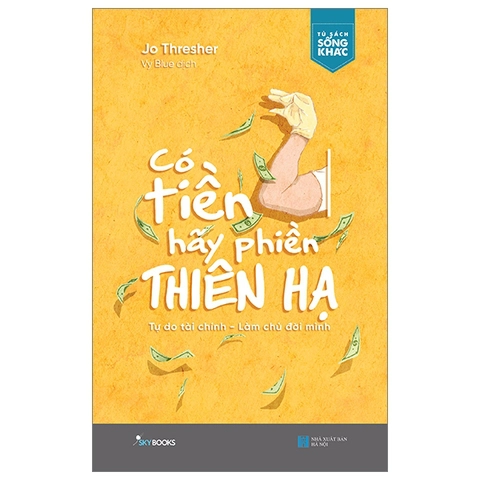 Jo Thresher
Vy Blue dịch
TỦ SÁCH
SỐNG
KHÁC
Có
tiền
hãy phiền
THIÊN HẠ
Tự do tài chính - Làm chủ đời mình
SKYBOOKS
NHÀ XUẤT BẢN
HÀ NỘI